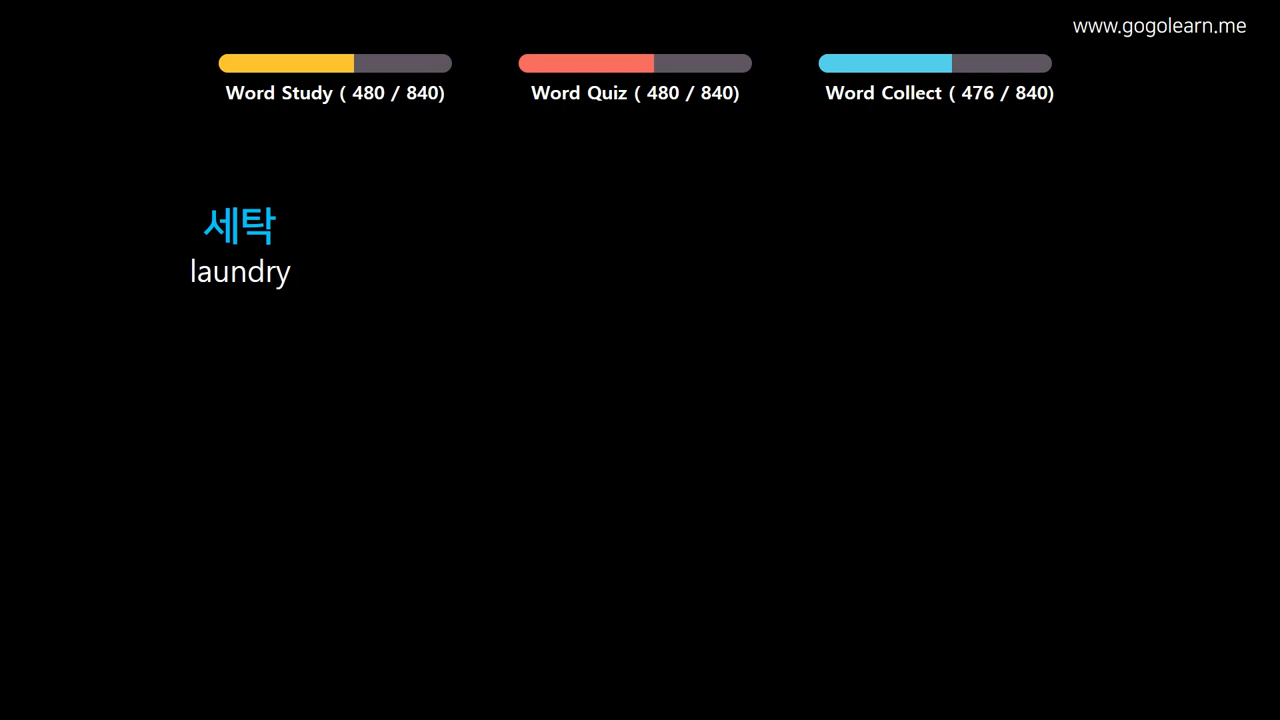 www.gogolearn.me
Word Study ( 480 / 840)
Word Quiz ( 480 / 840)
Word Collect ( 476 / 840)
세탁
laundry